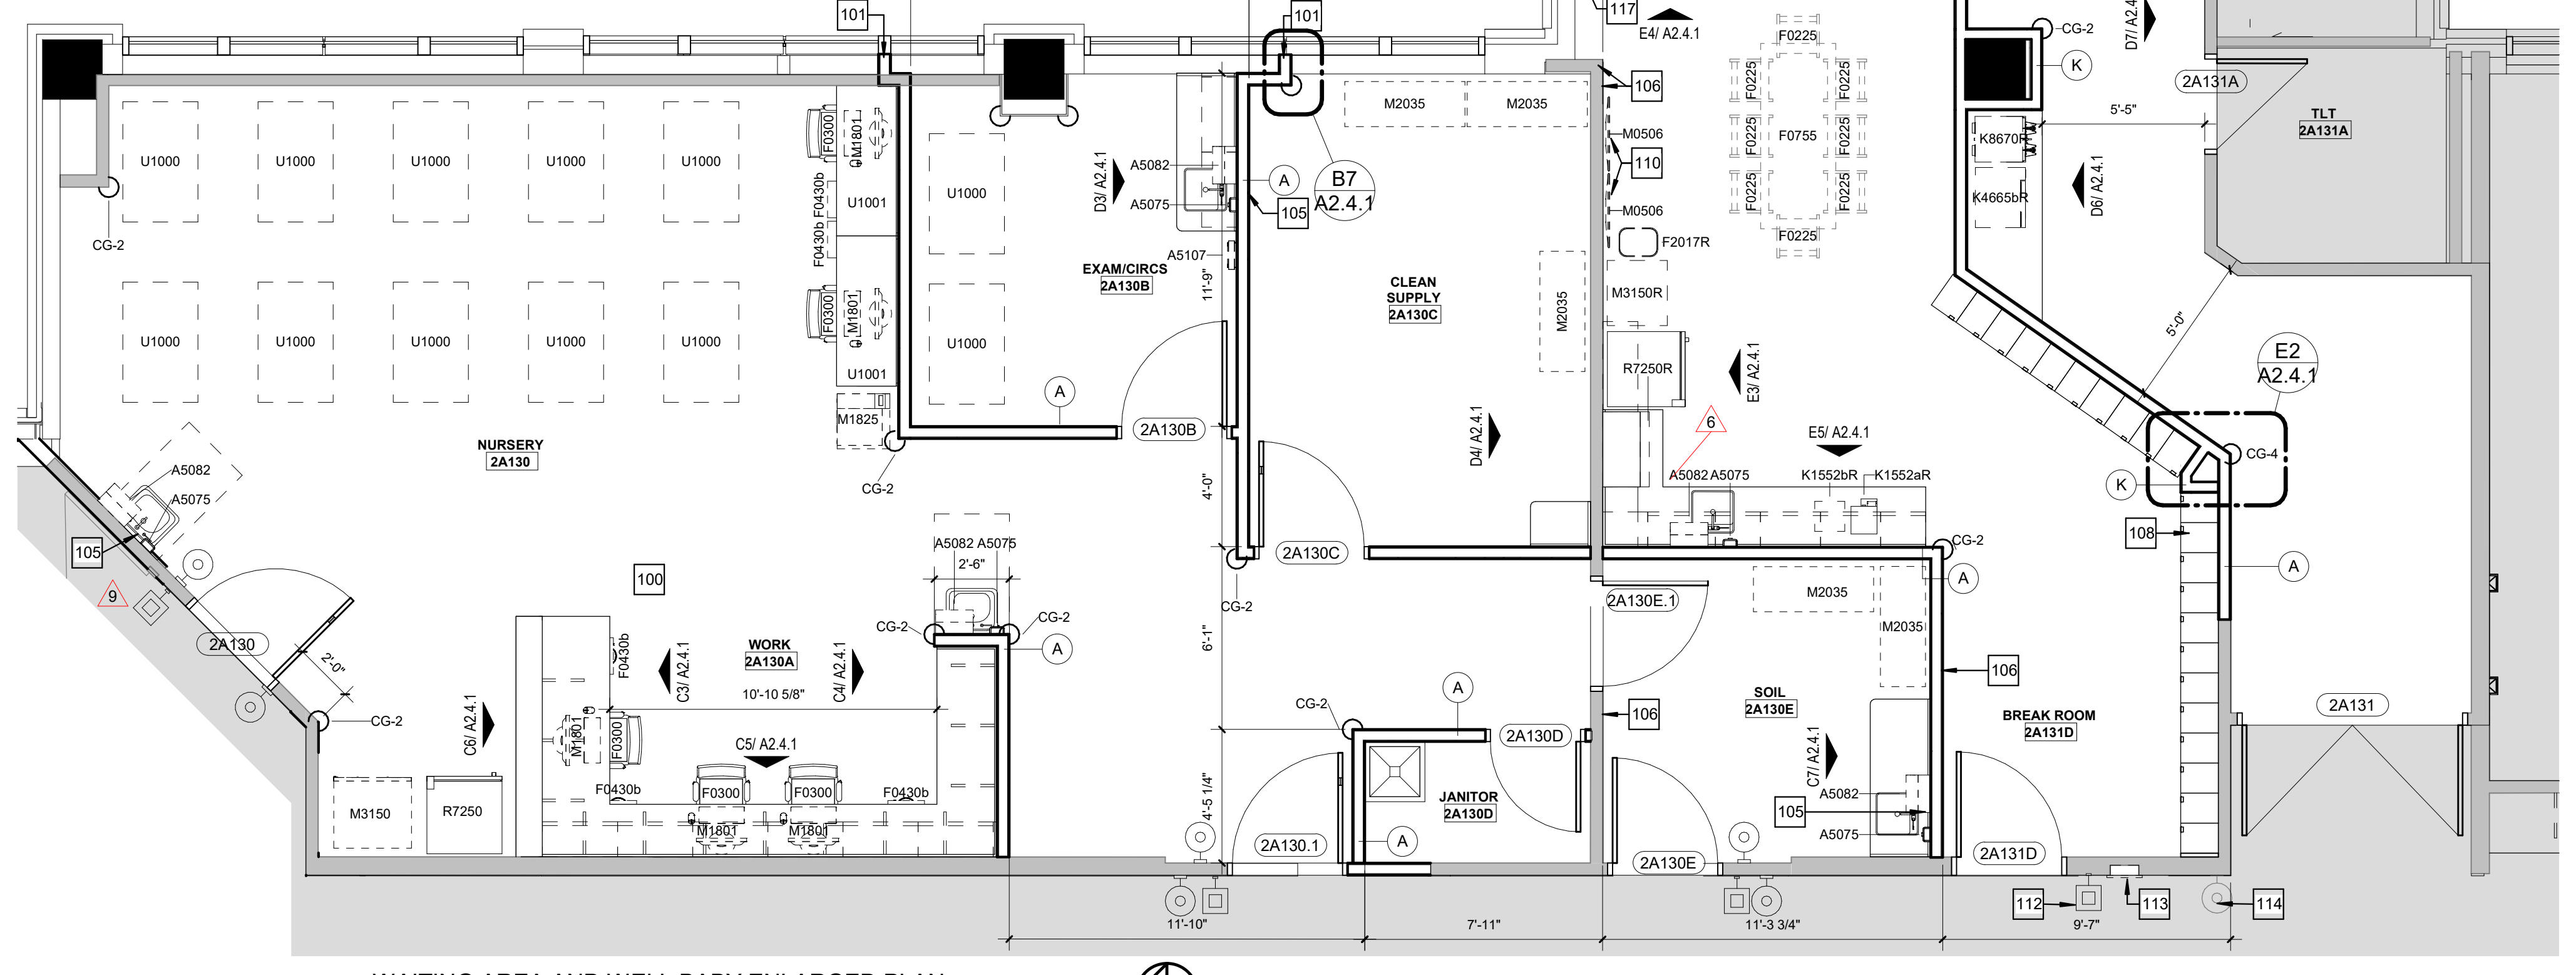 101
101
117
E4/ A2.4.1
F0225
CG-2
D7/ A2.4
K
2A131A
5'-5"
TLT
2A131A
U1000
U1000
U1000
U1000
U1000
F0300
M1801
F0430b
F0430b
U1001
CG-2
U1000
D3/ A2.4.1
A5082
A5075
A5107
A
105
B7
A2.4.1
M2035
M2035
106
M0506
110
M0506
F2017R
F0225
F0225
F0225
F0755
F0225
F0225
F0225
F0225
K8670R
K4665bR
D6/ A2.4.1
EXAM/CIRCS
2A130B
11'-9"
CLEAN
SUPPLY
2A130C
M2035
M3150R
R7250R
E3/ A2.4.1
5'-0"
E2
A2.4.1
U1000
U1000
U1000
U1000
U1000
F0300
M1801
U1001
U1000
M1825
A
2A130B
D4/ A2.4.1
6
E5/ A2.4.1
NURSERY
2A130
A5082
A5075
CG-2
4'-0"
A5082
A5075
K1552bR
K1552aR
CG-4
K
108
105
9
100
A5082
A5075
2'-6"
2A130C
CG-2
CG-2
A
A
2A130E.1
M2035
M2035
2A130
2'-0"
WORK
2A130A
F0430b
C3/ A2.4.1
C4/ A2.4.1
10'-10 5/8"
CG-2
CG-2
A
6'-1"
106
SOIL
2A130E
106
BREAK ROOM
2A131D
2A131
CG-2
C6/ A2.4.1
M1801
F0300
C5/ A2.4.1
CG-2
A
2A130D
C7/ A2.4.1
M3150
R7250
F0430b
F0300
F0300
F0430b
M1801
M1801
4'-5 1/4"
JANITOR
2A130D
A5082
105
A5075
2A130.1
A
2A130E
2A131D
112
113
114
11'-10"
7'-11"
11'-3 3/4"
9'-7"